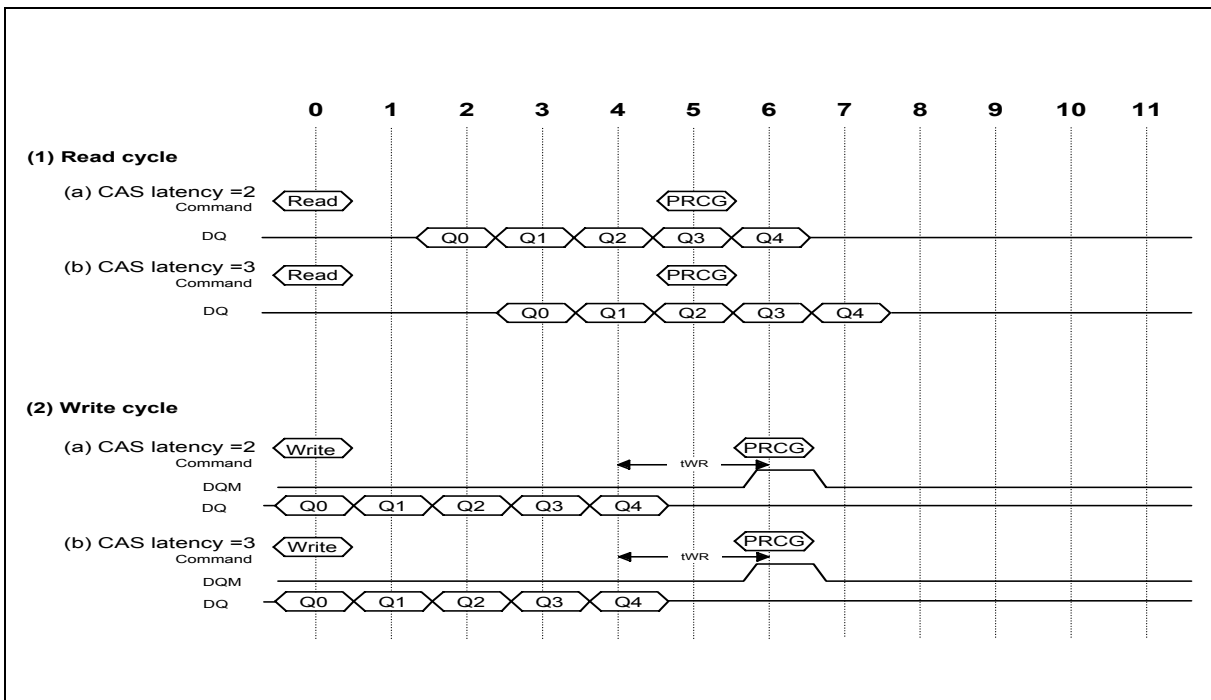 0 1 2 3 4 5 6 7 8 9 10 11
(1) Read cycle
(a) CAS latency =2
Command Read PRCG
DQ Q0 Q1 Q2 Q3 Q4
(b) CAS latency =3
Command Read PRCG
DQ Q0 Q1 Q2 Q3 Q4
(2) Write cycle
(a) CAS latency =2
Command Write tWR PRCG
DQM
DQ Q0 Q1 Q2 Q3 Q4
(b) CAS latency =3
Command Write tWR PRCG
DQM
DQ Q0 Q1 Q2 Q3 Q4